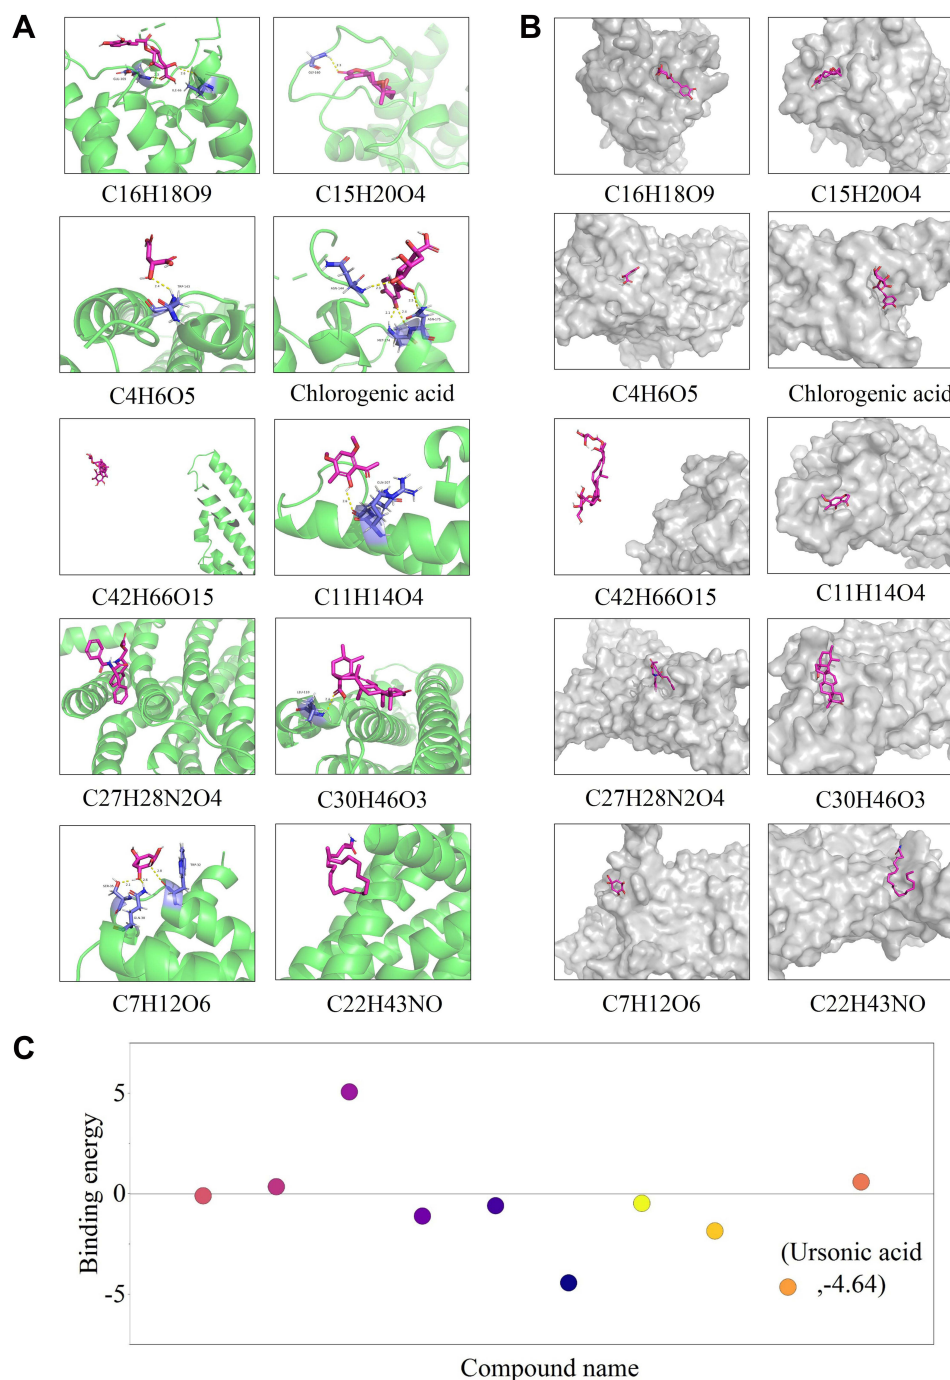 A
B
C16H18O9
C15H20O4
C16H18O9
C15H20O4
C4H6O5
Chlorogenic acid
C4H6O5
Chlorogenic acid
C42H66O15
C11H14O4
C42H66O15
C11H14O4
C27H28N2O4
C30H46O3
C27H28N2O4
C30H46O3
C7H12O6
C22H43NO
C7H12O6
C22H43NO
C
Binding energy
5
0
-5
(Ursonic acid
,-4.64)
Compound name